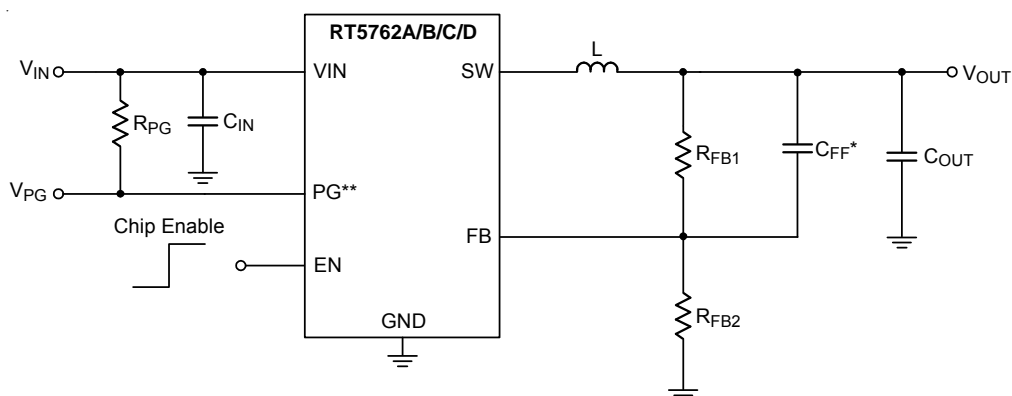 RT5762A/B/C/D
VIN
VIN
SW
L
VOUT
RPG
CIN
RFB1
CFF*
COUT
VPG
PG**
Chip Enable
FB
EN
RFB2
GND